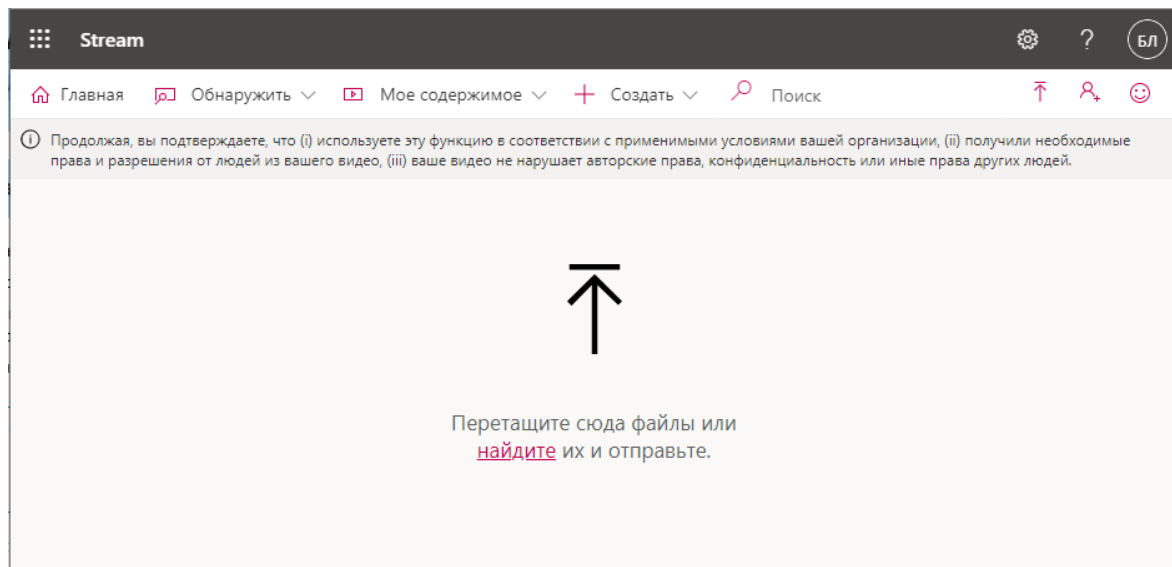 Stream
?
БЛ
Главная Обнаружить Мое содержимое Создать Поиск
Продолжая, вы подтверждаете, что (i) используете эту функцию в соответствии с применимыми условиями вашей организации, (ii) получили необходимые
права и разрешения от людей из вашего видео, (iii) ваше видео не нарушает авторские права, конфиденциальность или иные права других людей.
Перетащите сюда файлы или
найдите их и отправьте.